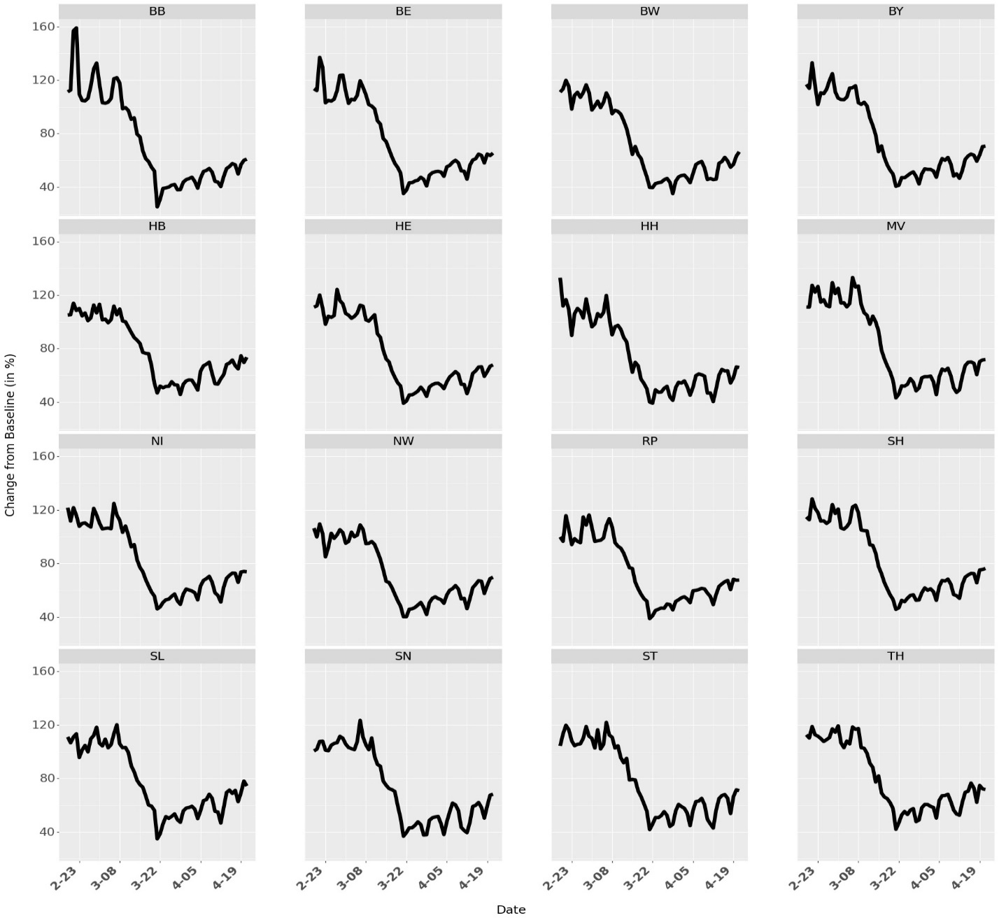 BB BE BW BY
160
120
80
40
HB HE HH MV
160
120
80
40
Change from Baseline (in %)
NI NW RP SH
160
120
80
40
SL SN ST TH
160
120
80
40
2-23 3-08 3-22 4-05 4-19 2-23 3-08 3-22 4-05 4-19 2-23 3-08 3-22 4-05 4-19 2-23 3-08 3-22 4-05 4-19
Date